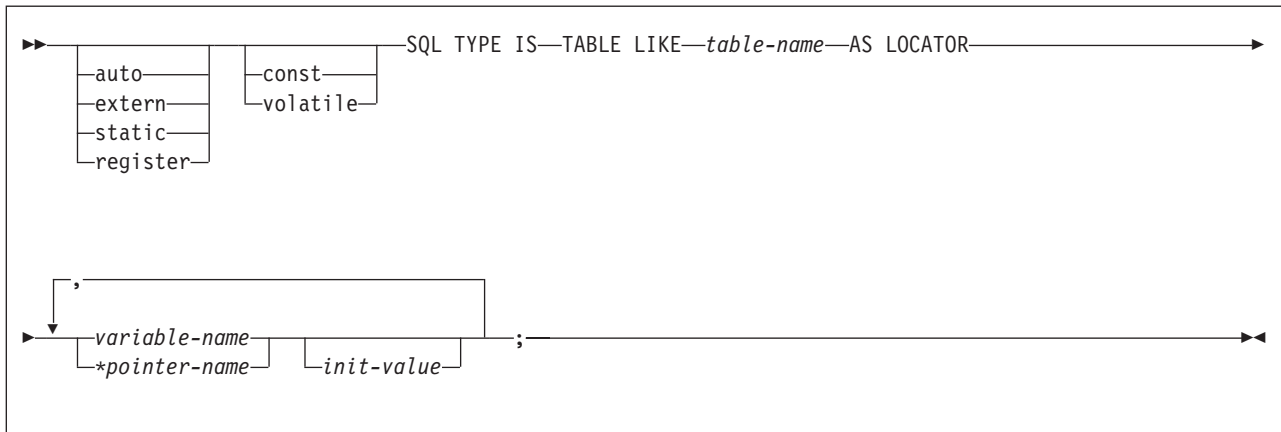 SQL TYPE IS TABLE LIKE table-name AS LOCATOR
auto const
extern volatile
static
register
,
variable-name ;
*pointer-name init-value